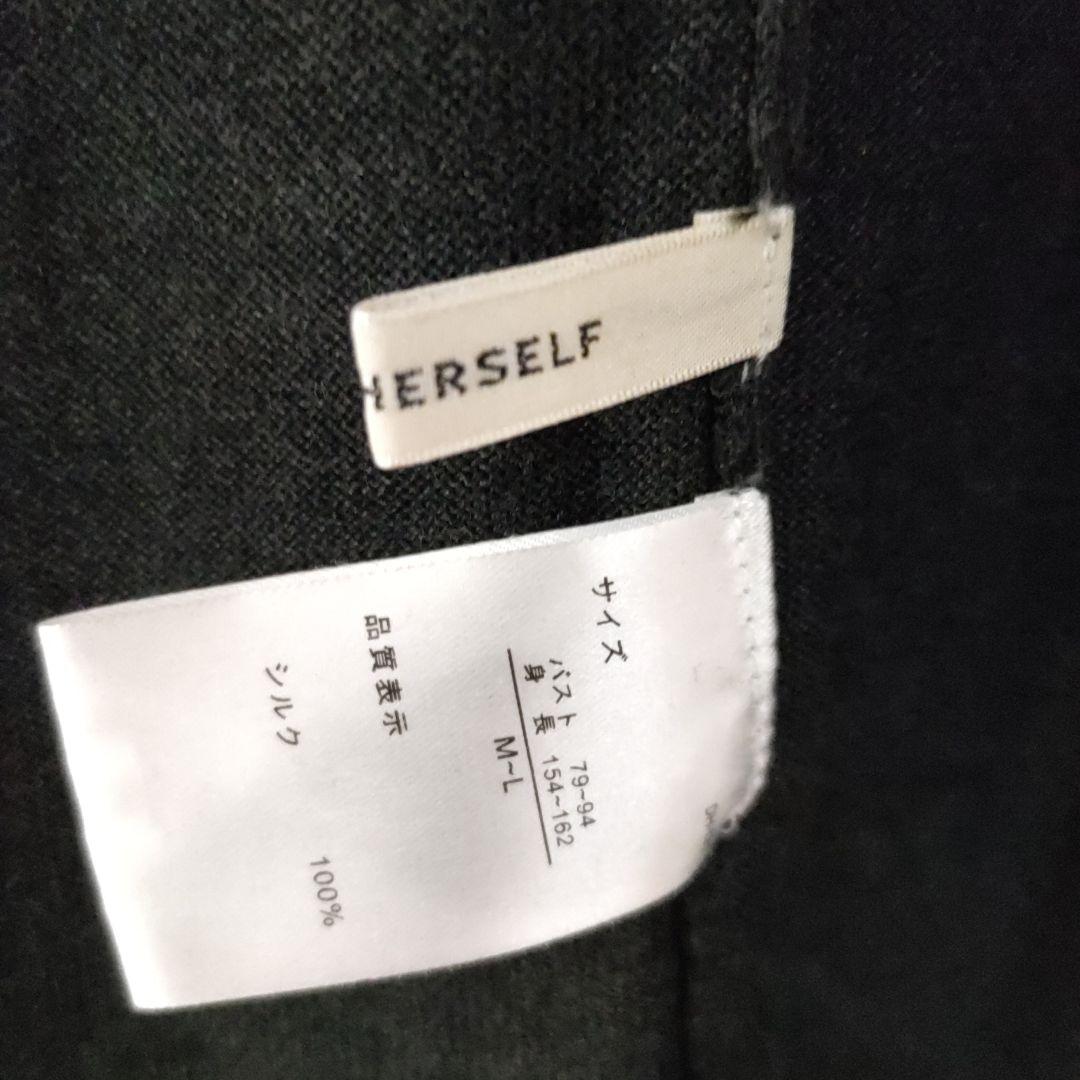 HERSELF
サイズ
バスト 79~94
身長 154~162
M~L
品質表示
シルク 100%